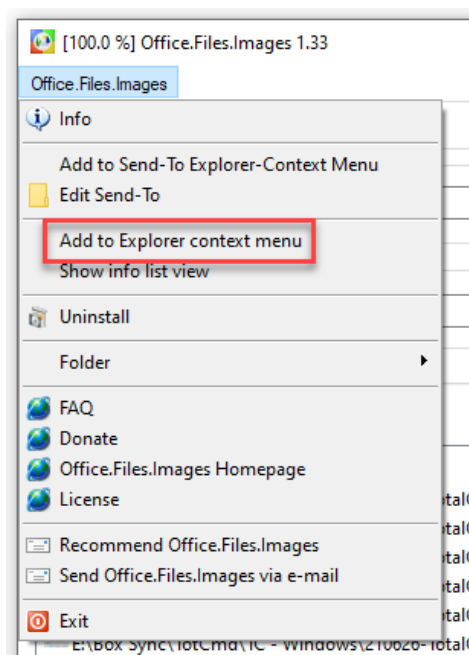 [100.0 %] Office.Files.Images 1.33
Office.Files.Images
Info
Add to Send-To Explorer-Context Menu
Edit Send-To
Add to Explorer context menu
Show info list view
Uninstall
Folder
FAQ
Donate
Office.Files.Images Homepage
License
Recommend Office.Files.Images
Send Office.Files.Images via e-mail
Exit